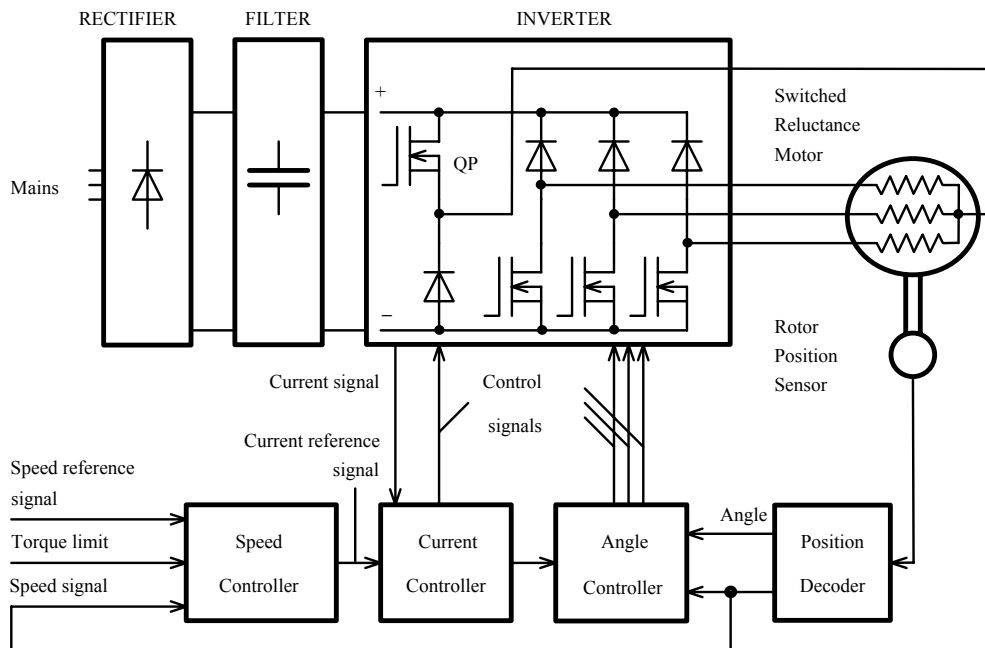 RECTIFIER
FILTER
INVERTER
Mains
+
QP
−
Switched
Reluctance
Motor
Rotor
Position
Sensor
Current signal
Control
signals
Current reference
signal
Speed reference
signal
Torque limit
Speed signal
Speed
Controller
Current
Controller
Angle
Controller
Angle
Position
Decoder